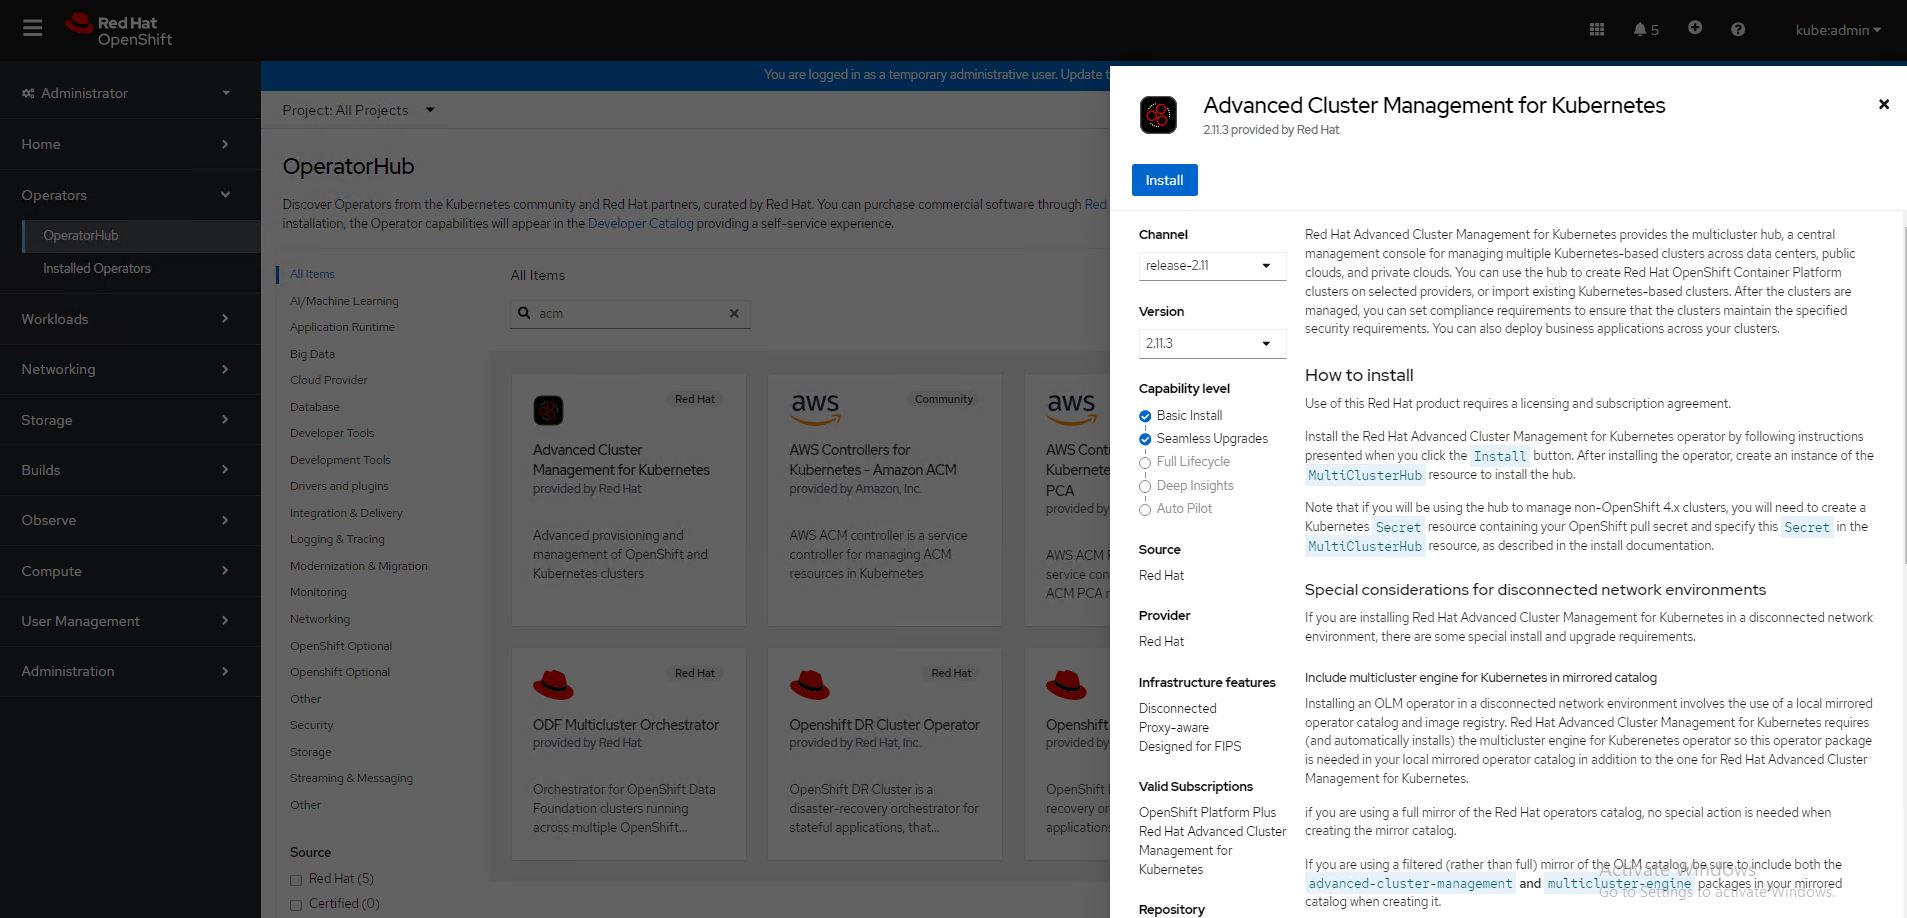 Red Hat
OpenShift
5
kube:admin
You are logged in as a temporary administrative user. Update t
Administrator
Home
Operators
OperatorHub
Installed Operators
Workloads
Networking
Storage
Builds
Observe
Compute
User Management
Administration
Project: All Projects
OperatorHub
Discover Operators from the Kubernetes community and Red Hat partners, curated by Red Hat. You can purchase commercial software through Red
installation, the Operator capabilities will appear in the Developer Catalog providing a self-service experience.
All Items
AI/Machine Learning
Application Runtime
Big Data
Cloud Provider
Database
Developer Tools
Development Tools
Drivers and plugins
Integration & Delivery
Logging & Tracing
Modernization & Migration
Monitoring
Networking
OpenShift Optional
Openshift Optional
Other
Security
Storage
Streaming & Messaging
Other
Source
Red Hat (5)
Certified (0)
All Items
acm
Red Hat
Advanced Cluster
Management for Kubernetes
provided by Red Hat
Advanced provisioning and
management of OpenShift and
Kubernetes clusters
aws
Community
AWS Controllers for
Kubernetes - Amazon ACM
provided by Amazon, Inc.
AWS ACM controller is a service
controller for managing ACM
resources in Kubernetes
aws
AWS Cont
Kubernete
PCA
provided by
AWS ACM
service con
ACM PCA r
Red Hat
ODF Multicluster Orchestrator
provided by Red Hat
Orchestrator for OpenShift Data
Foundation clusters running
across multiple OpenShift...
Red Hat
Openshift DR Cluster Operator
provided by Red Hat, Inc.
OpenShift DR Cluster is a
disaster-recovery orchestrator for
stateful applications, that...
Openshift
provided by
OpenShift
recovery or
applications
Advanced Cluster Management for Kubernetes
2.11.3 provided by Red Hat
Install
Channel
release-2.11
Version
2.11.3
Capability level
Basic Install
Seamless Upgrades
Full Lifecycle
Deep Insights
Auto Pilot
Source
Red Hat
Provider
Red Hat
Infrastructure features
Disconnected
Proxy-aware
Designed for FIPS
Valid Subscriptions
OpenShift Platform Plus
Red Hat Advanced Cluster
Management for
Kubernetes
Repository
Red Hat Advanced Cluster Management for Kubernetes provides the multicluster hub, a central
management console for managing multiple Kubernetes-based clusters across data centers, public
clouds, and private clouds. You can use the hub to create Red Hat OpenShift Container Platform
clusters on selected providers, or import existing Kubernetes-based clusters. After the clusters are
managed, you can set compliance requirements to ensure that the clusters maintain the specified
security requirements. You can also deploy business applications across your clusters.
How to install
Use of this Red Hat product requires a licensing and subscription agreement.
Install the Red Hat Advanced Cluster Management for Kubernetes operator by following instructions
presented when you click the Install button. After installing the operator, create an instance of the
MultiClusterHub resource to install the hub.
Note that if you will be using the hub to manage non-OpenShift 4.x clusters, you will need to create a
Kubernetes Secret resource containing your OpenShift pull secret and specify this Secret in the
MultiClusterHub resource, as described in the install documentation.
Special considerations for disconnected network environments
If you are installing Red Hat Advanced Cluster Management for Kubernetes in a disconnected network
environment, there are some special install and upgrade requirements.
Include multicluster engine for Kubernetes in mirrored catalog
Installing an OLM operator in a disconnected network environment involves the use of a local mirrored
operator catalog and image registry. Red Hat Advanced Cluster Management for Kubernetes requires
(and automatically installs) the multicluster engine for Kuberenetes operator so this operator package
is needed in your local mirrored operator catalog in addition to the one for Red Hat Advanced Cluster
Management for Kubernetes.
if you are using a full mirror of the Red Hat operators catalog, no special action is needed when
creating the mirror catalog.
If you are using a filtered (rather than full) mirror of the OLM catalog, be sure to include both the
advanced-cluster-management and multicluster-engine packages in your mirrored
catalog when creating it.
Activate Windows
Go to Settings to activate Windows.